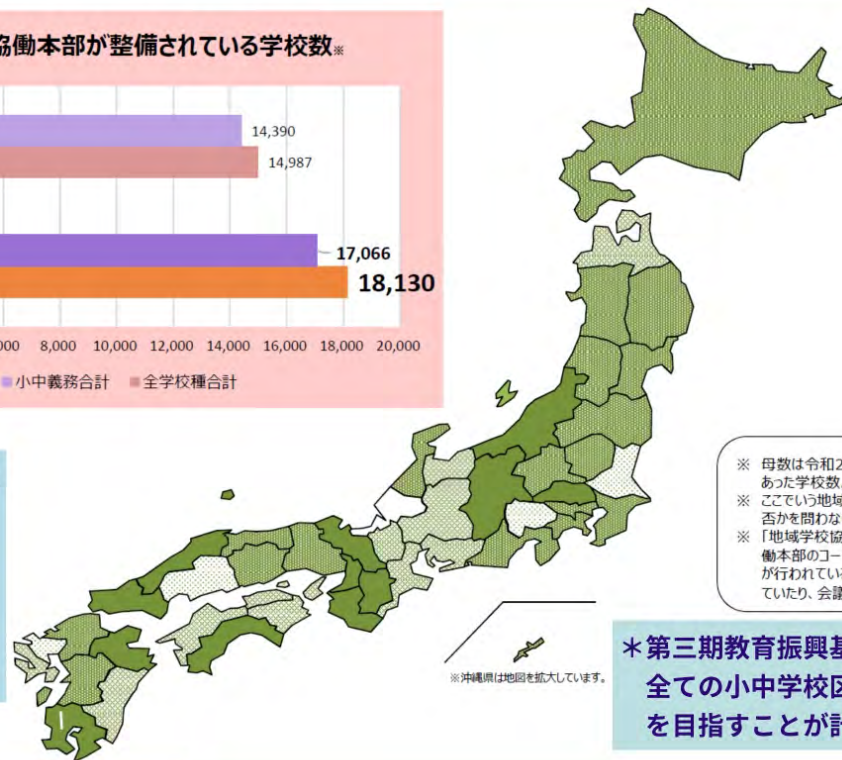 協働本部が整備されている学校数※
14,390
14,987
17,066
18,130
000 8,000 10,000 12,000 14,000 16,000 18,000 20,000
小中義務合計 全学校種合計
※ 母数は令和2
あった学校数
※ ここでいう地域
否かを問わな
※ 「地域学校協
働本部のコー
が行われてい
ていたり、会議
※沖縄県は地図を拡大しています。
＊第三期教育振興基
全ての小中学校区
を目指すことが計